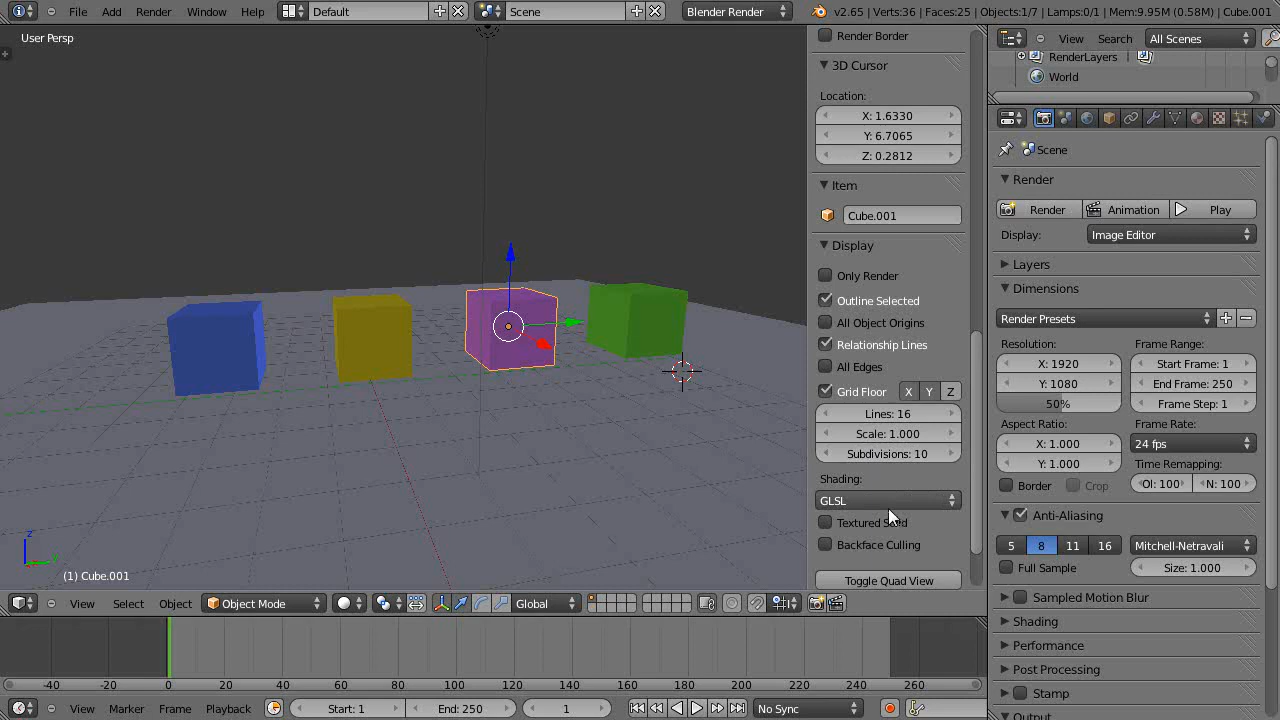 File Add Render Window Help Default Scene Blender Render v2.65 | Verts:36 | Faces:25 | Objects:1/7 | Lamps:0/1 | Cube.001
User Persp
(1) Cube.001
View Select Object Object Mode Global
Render Border
3D Cursor
Location:
X: 1.6330
Y: 6.7065
Z: 0.2812
Item
Cube.001
Display
Only Render
Outline Selected
All Object Origins
Relationship Lines
All Edges
Grid Floor X Y Z
Lines: 16
Scale: 1.000
Subdivisions: 10
Shading:
GLSL
Textured
Backface Culling
Toggle Quad View
View Search All Scenes
RenderLayers
World
Scene
Render
Render Animation Play
Display: Image Editor
Layers
Dimensions
Render Presets
Resolution: Frame Range:
X: 1920 Start Frame: 1
Y: 1080 End Frame: 250
50% Frame Step: 1
Aspect Ratio: Frame Rate:
X: 1.000 24 fps
Y: 1.000 Time Remapping:
Border Crop Ol: 100 N: 100
Anti-Aliasing
5 8 11 16 Mitchell-Netravali
Full Sample Size: 1.000
Sampled Motion Blur
Shading
Performance
Post Processing
Stamp
Output
-40 -20 0 20 40 60 80 100 120 140 160 180 200 220 240 260
View Marker Frame Playback Start: 1 End: 250 1 No Sync